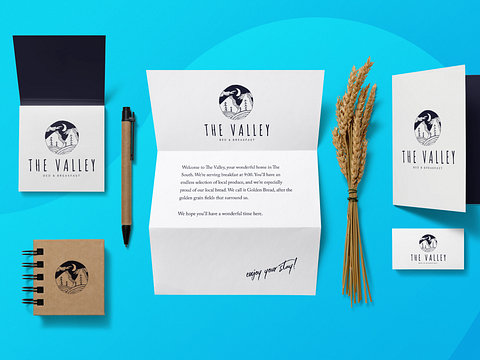 THE VALLEY
BED & BREAKFAST
THE VALLEY
BED & BREAKFAST
Welcome to The Valley, your wonderful home in The
South. We're serving breakfast at 9:00. You'll have an
endless selection of local produce, and we're especially
proud of our local bread. We call it Golden Bread, after the
golden grain fields that surround us.
We hope you'll have a wonderful time here.
enjoy your stay!
THE VALLEY
BED & BREAKFAST
THE VALLEY
BED & BREAKFAST